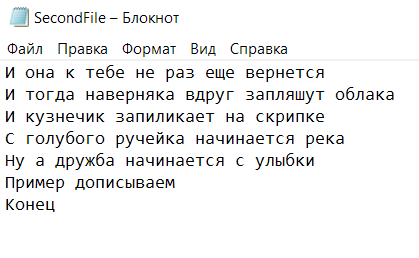 SecondFile – Блокнот
Файл Правка Формат Вид Справка
И она к тебе не раз еще вернется
И тогда наверняка вдруг запляшут облака
И кузнечик запиликает на скрипке
С голубого ручейка начинается река
Ну а дружба начинается с улыбки
Пример дописываем
Конец